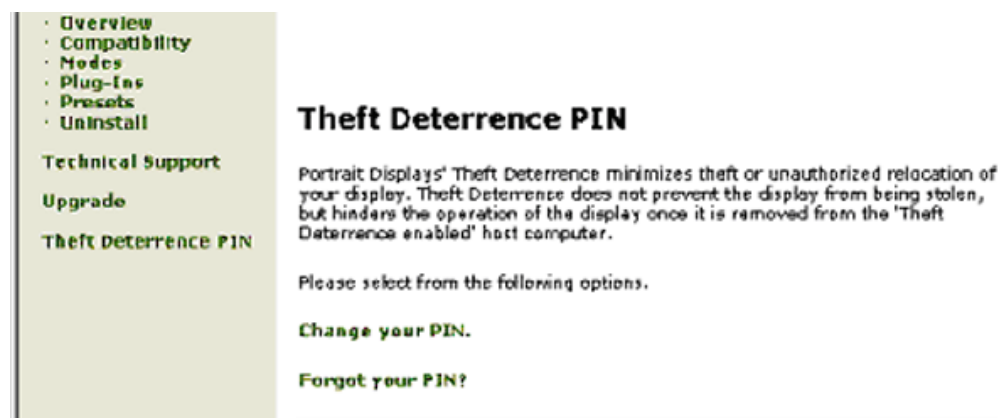 · Overview
· Compatibility
· Modes
· Plug-Ins
· Presets
· Uninstall
Technical Support
Upgrade
Theft Deterrence PIN
Theft Deterrence PIN
Portrait Displays' Theft Deterrence minimizes theft or unauthorized relocation of
your display. Theft Deterrence does not prevent the display from being stolen,
but hinders the operation of the display once it is removed from the 'Theft
Deterrence enabled' host computer.
Please select from the following options.
Change your PIN.
Forgot your PIN?